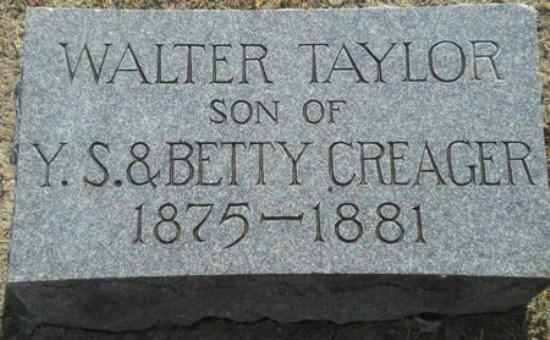 WALTER TAYLOR
SON OF
Y. S. & BETTY CREAGER
1875-1881